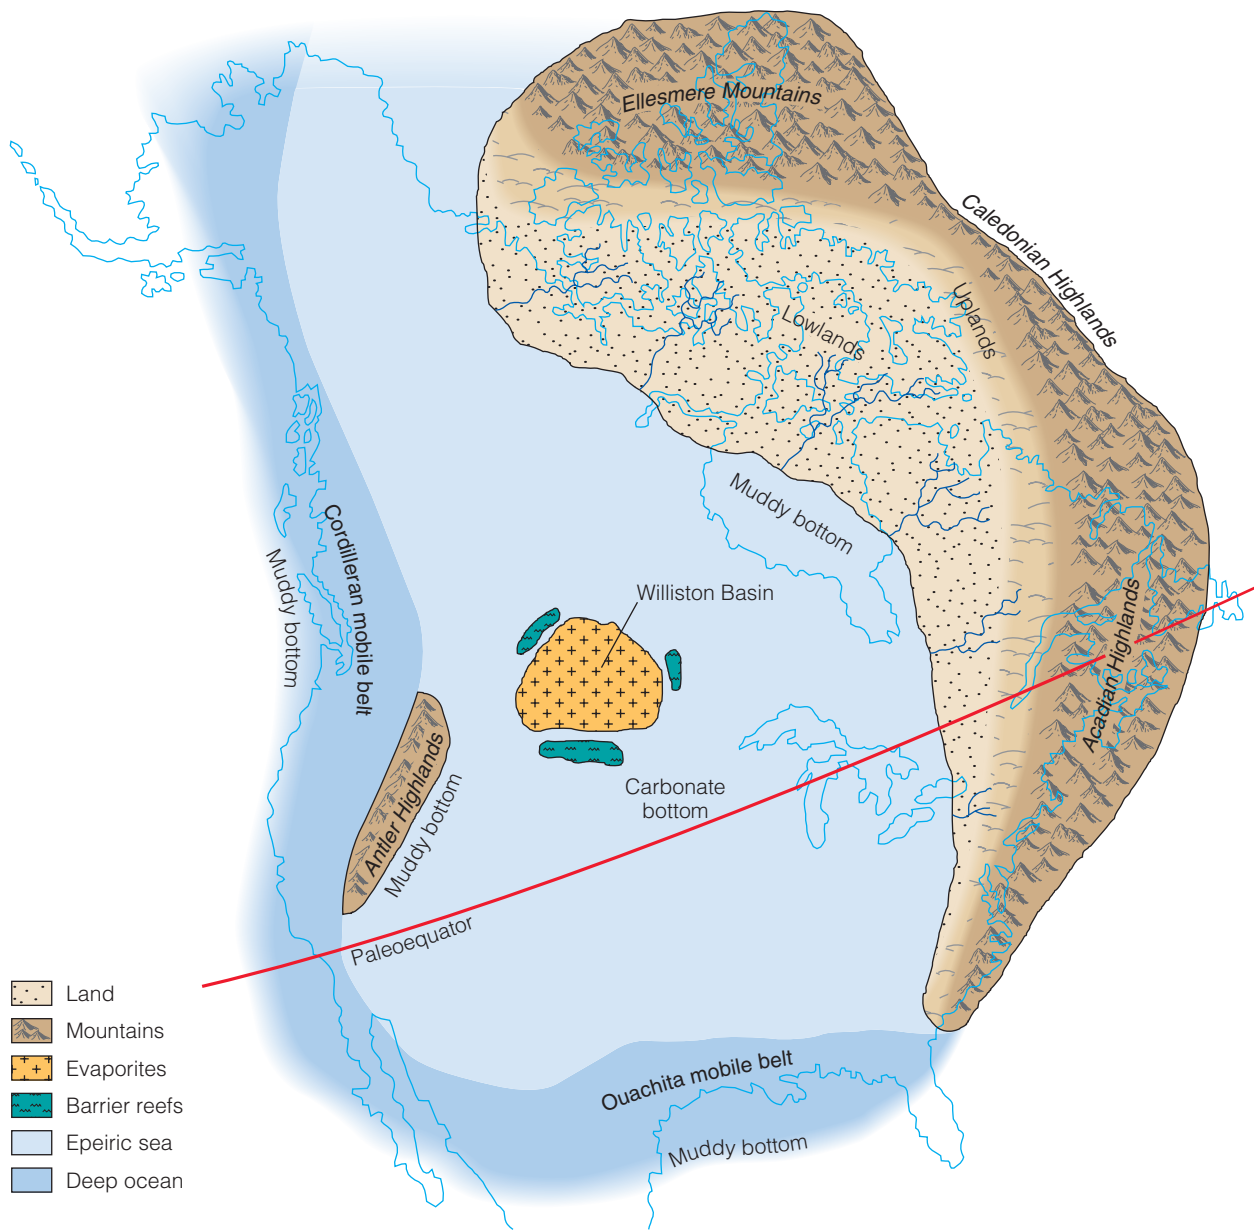 Ellesmere Mountains
Caledonian Highlands
Uplands
Lowlands
Muddy bottom
Cordilleran mobile belt
Muddy bottom
Williston Basin
Acadian Highlands
Antler Highlands
Muddy bottom
Carbonate
bottom
Paleoequator
Land
Mountains
Evaporites
Barrier reefs
Epeiric sea
Deep ocean
Ouachita mobile belt
Muddy bottom